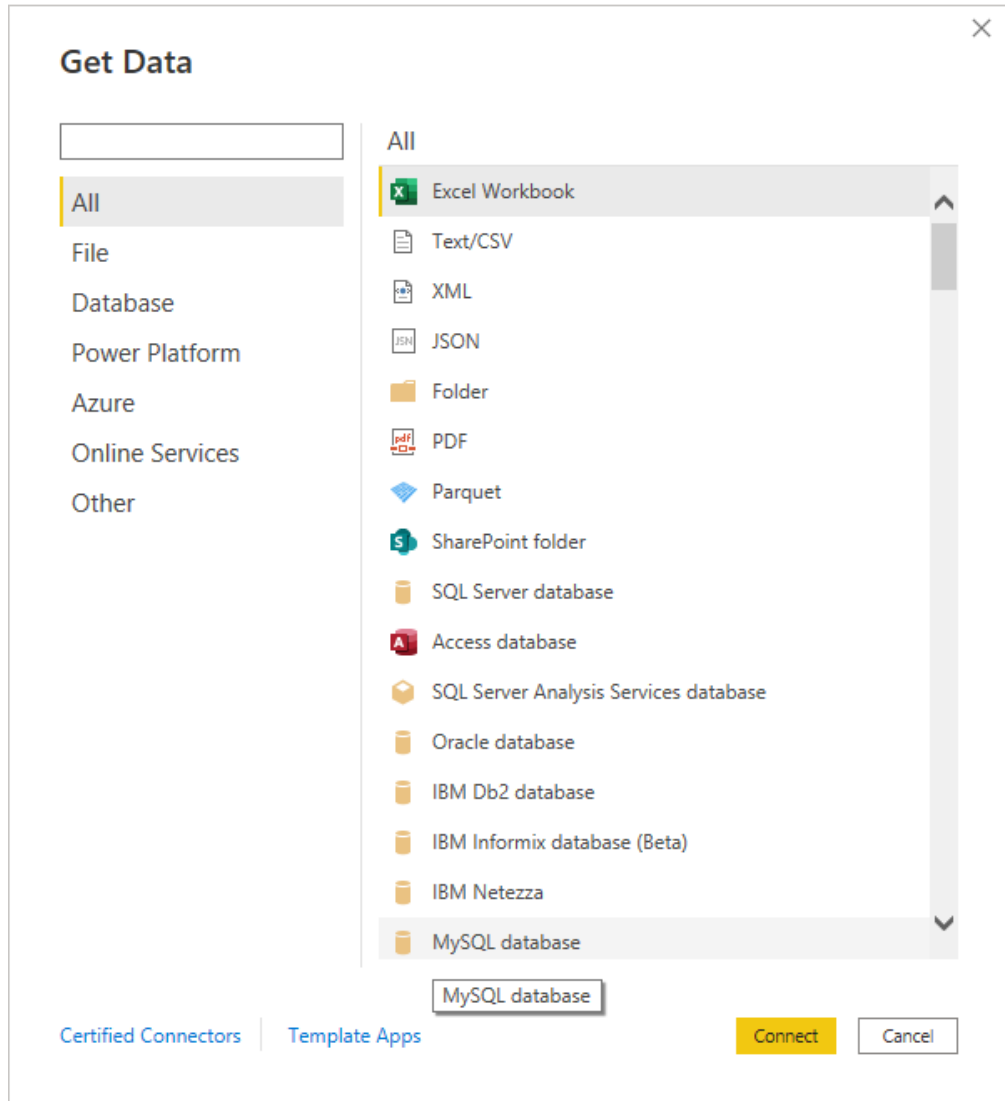 Get Data
All
File
Database
Power Platform
Azure
Online Services
Other
All
Excel Workbook
Text/CSV
XML
JSN
JSON
Folder
pdf
PDF
Parquet
S
SharePoint folder
SQL Server database
A
Access database
SQL Server Analysis Services database
Oracle database
IBM Db2 database
IBM Informix database (Beta)
IBM Netezza
MySQL database
MySQL database
Certified Connectors
Template Apps
Connect
Cancel